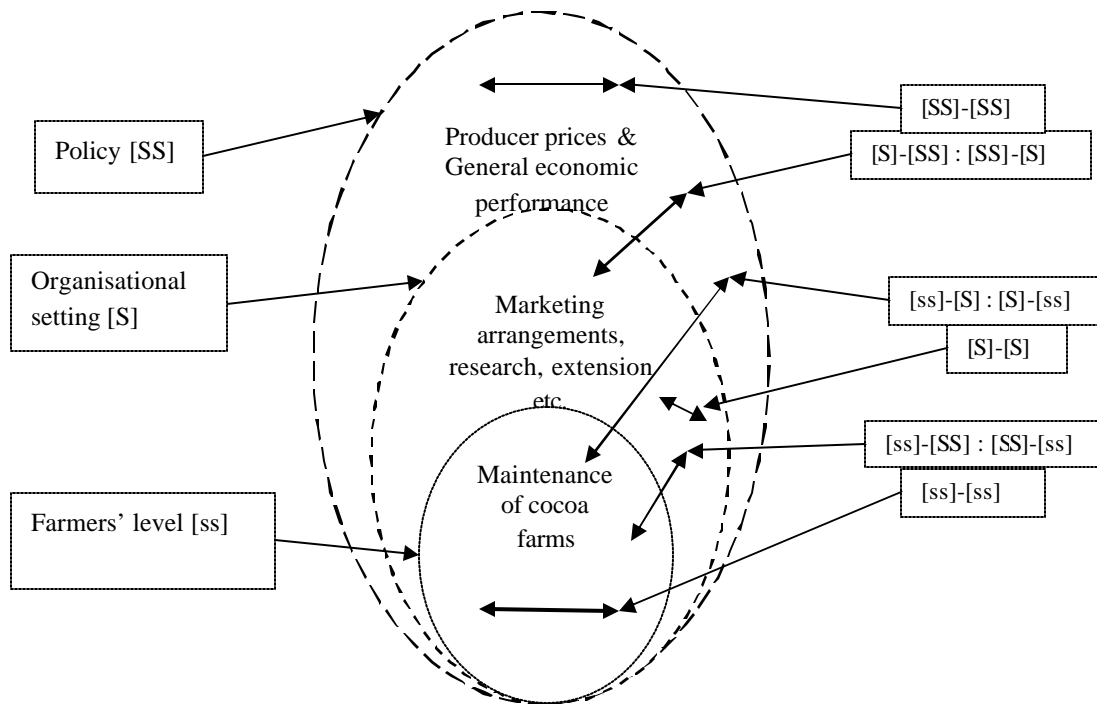 Policy [SS]
Organisational
setting [S]
Farmers’ level [ss]
Producer prices &
General economic
performance
Marketing
arrangements,
research, extension
etc.
Maintenance
of cocoa
farms
[SS]-[SS]
[S]-[SS] : [SS]-[S]
[ss]-[S] : [S]-[ss]
[S]-[S]
[ss]-[SS] : [SS]-[ss]
[ss]-[ss]